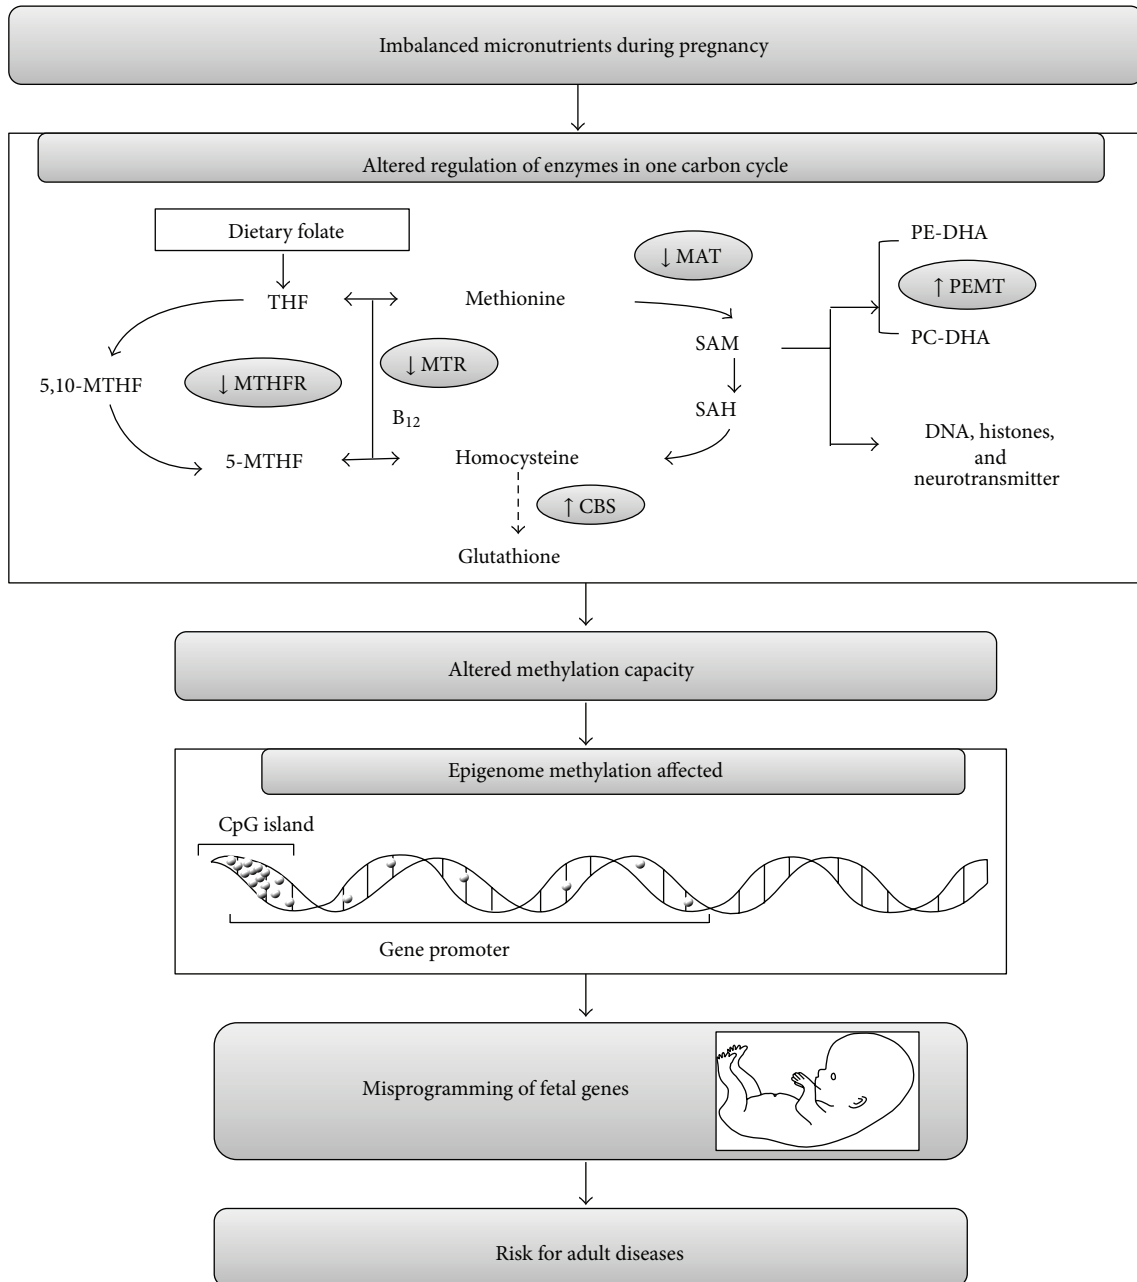 Imbalanced micronutrients during pregnancy
Altered regulation of enzymes in one carbon cycle
Dietary folate
THF
Methionine
↓ MAT
PE-DHA
↑ PEMT
PC-DHA
SAM
5,10-MTHF
↓ MTHFR
↓ MTR
B12
SAH
5-MTHF
Homocysteine
DNA, histones,
and
neurotransmitter
↑ CBS
Glutathione
Altered methylation capacity
Epigenome methylation affected
CpG island
Gene promoter
Misprogramming of fetal genes
Risk for adult diseases